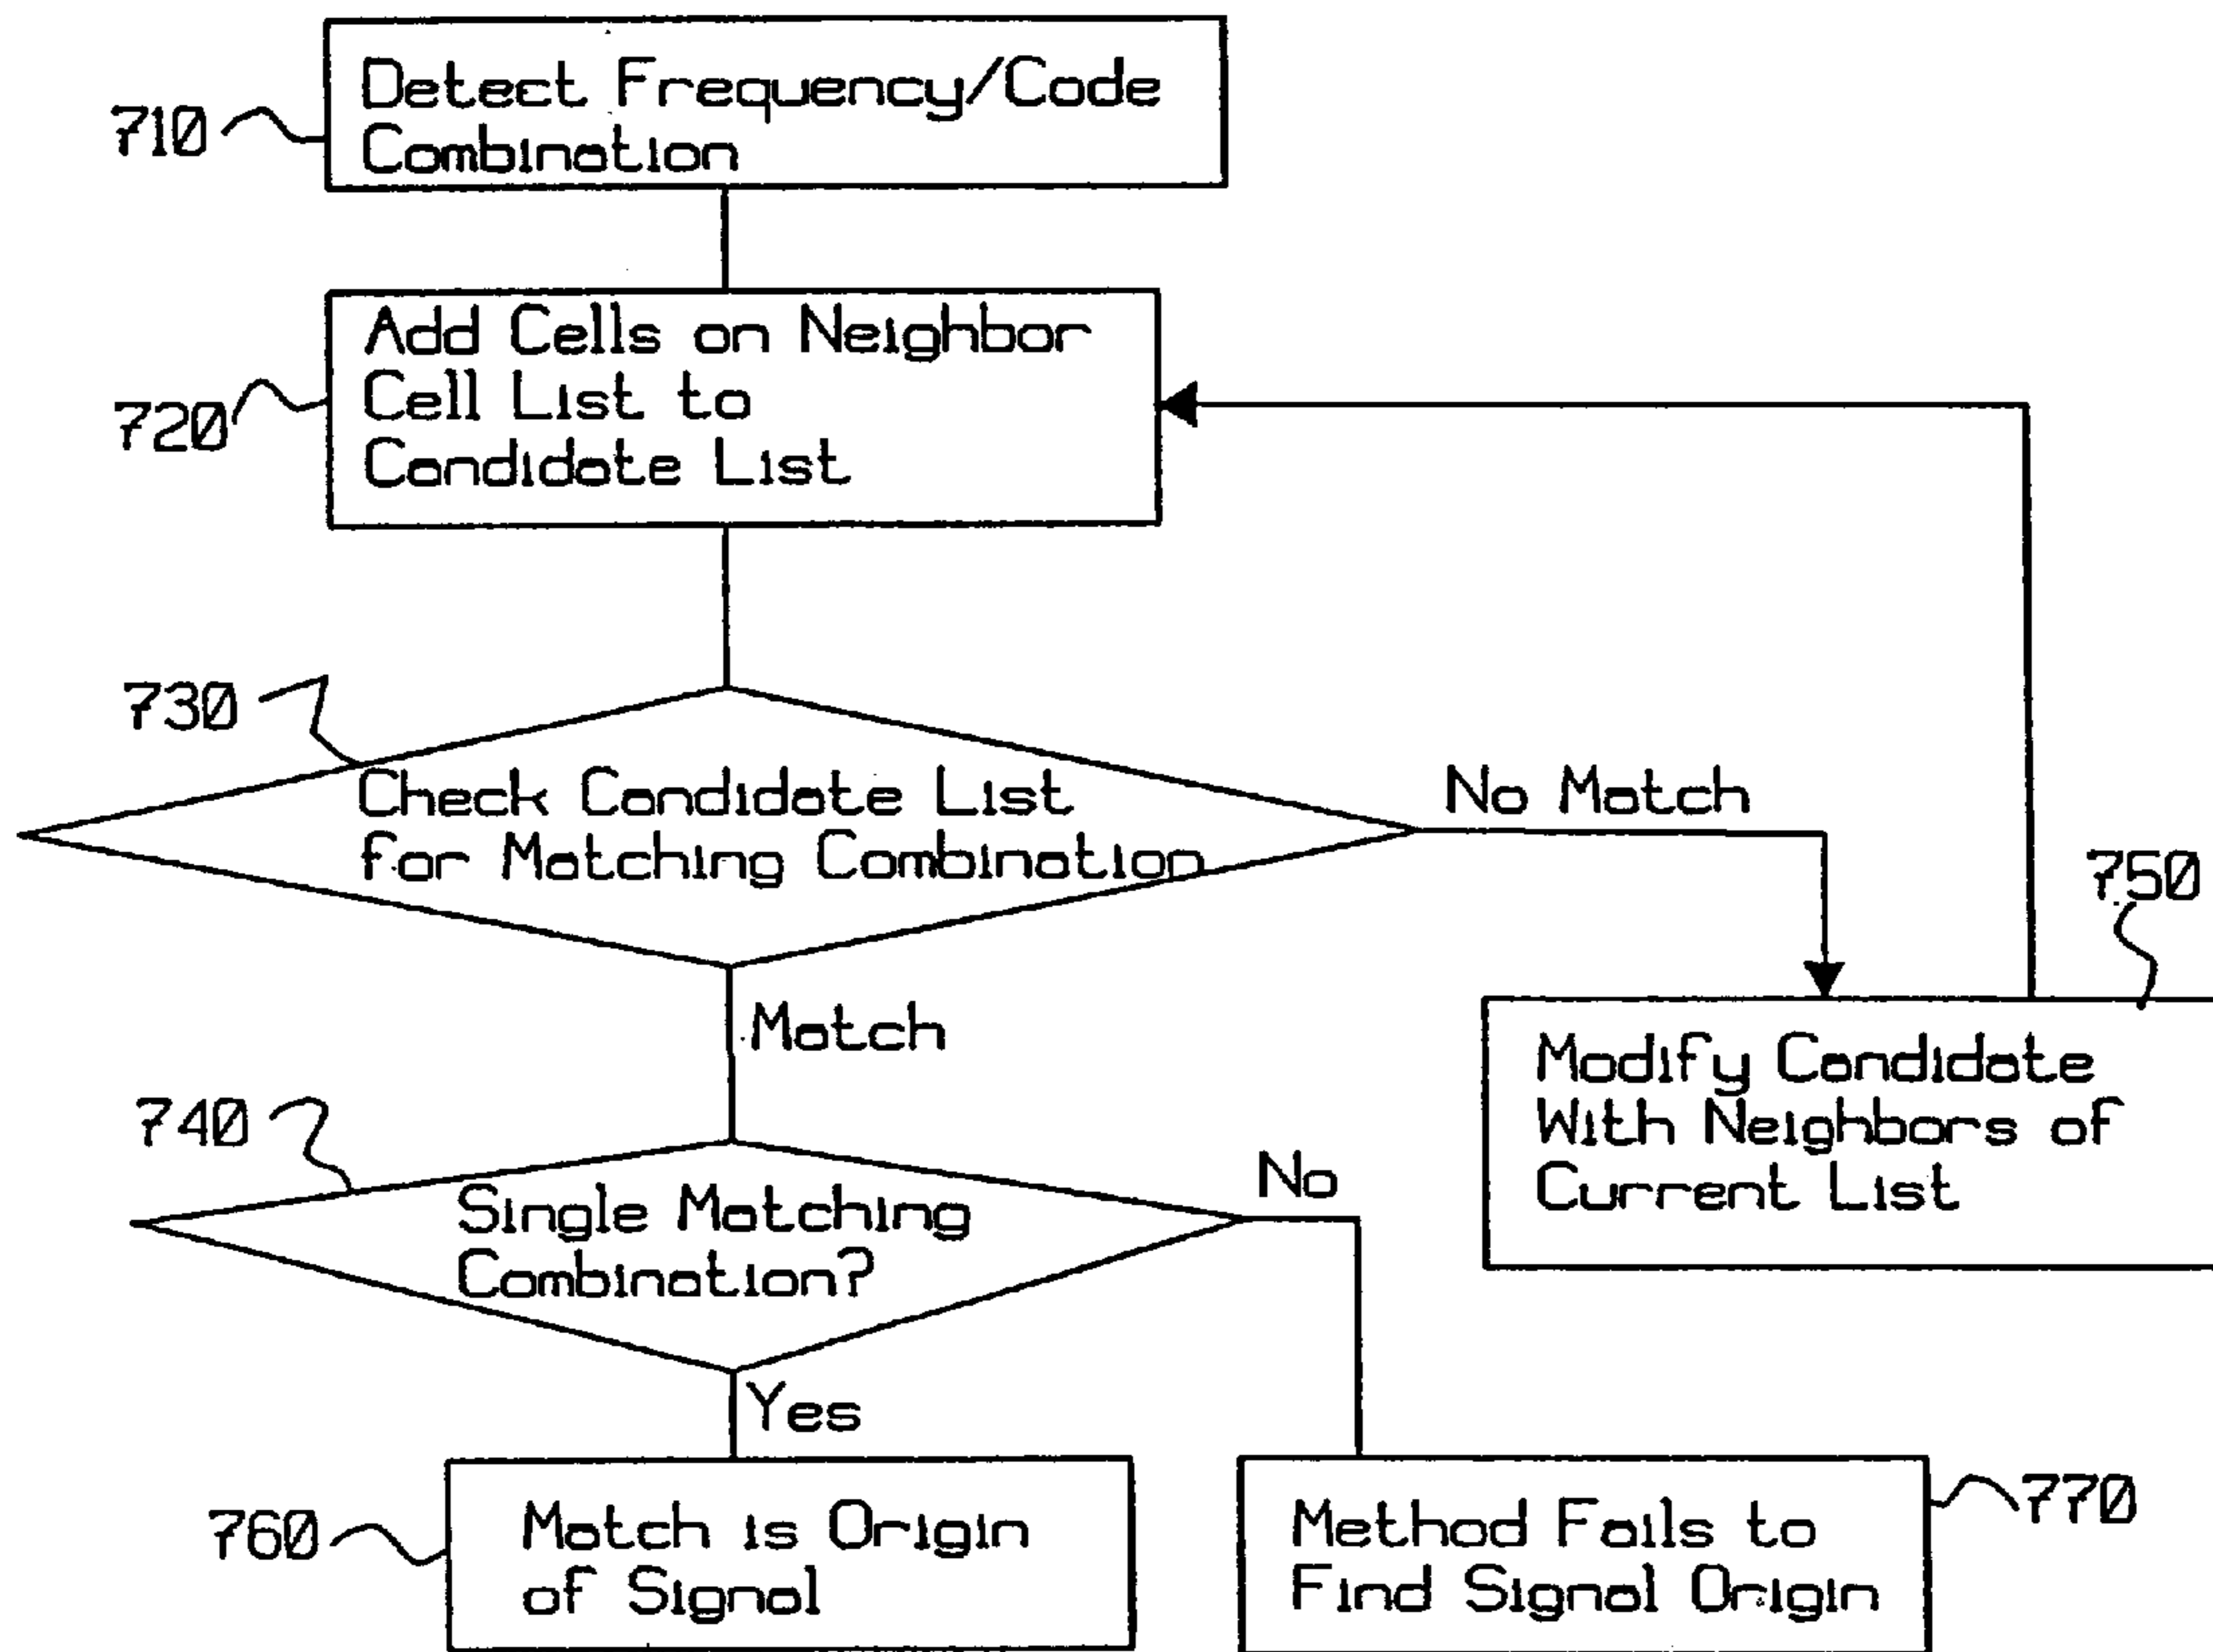 710
Detect Frequency/Code
Combination
720
Add Cells on Neighbor
Cell List to
Candidate List
730
Check Candidate List
for Matching Combination
No Match
750
Match
Modify Candidate
With Neighbors of
Current List
740
Single Matching
Combination?
No
Yes
760
Match is Origin
of Signal
Method Fails to
Find Signal Origin
770